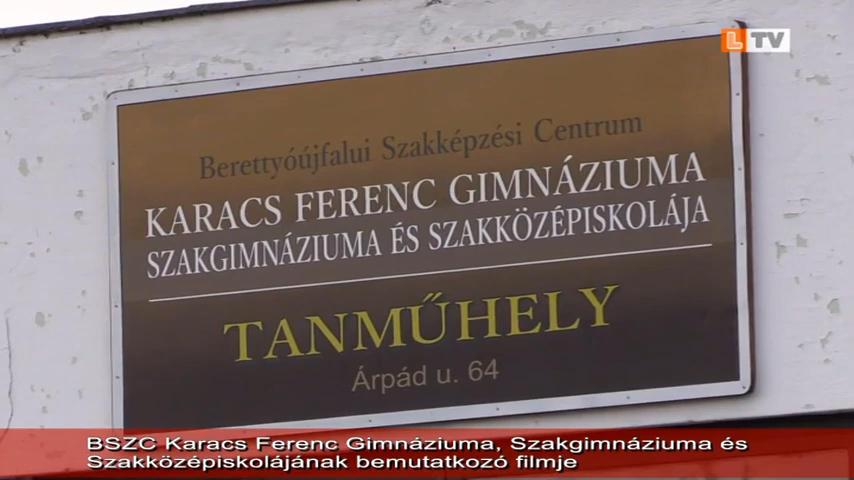 LTV
Berettyóújfalui Szakképzési Centrum
KARACS FERENC GIMNÁZIUMA
SZAKGIMNÁZIUMA ÉS SZAKKÖZÉPISKOLÁJA
TANMŰHELY
Árpád u. 64
BSZC Karacs Ferenc Gimnáziuma, Szakgimnáziuma és
Szakközépiskolájának bemutatkozó filmje